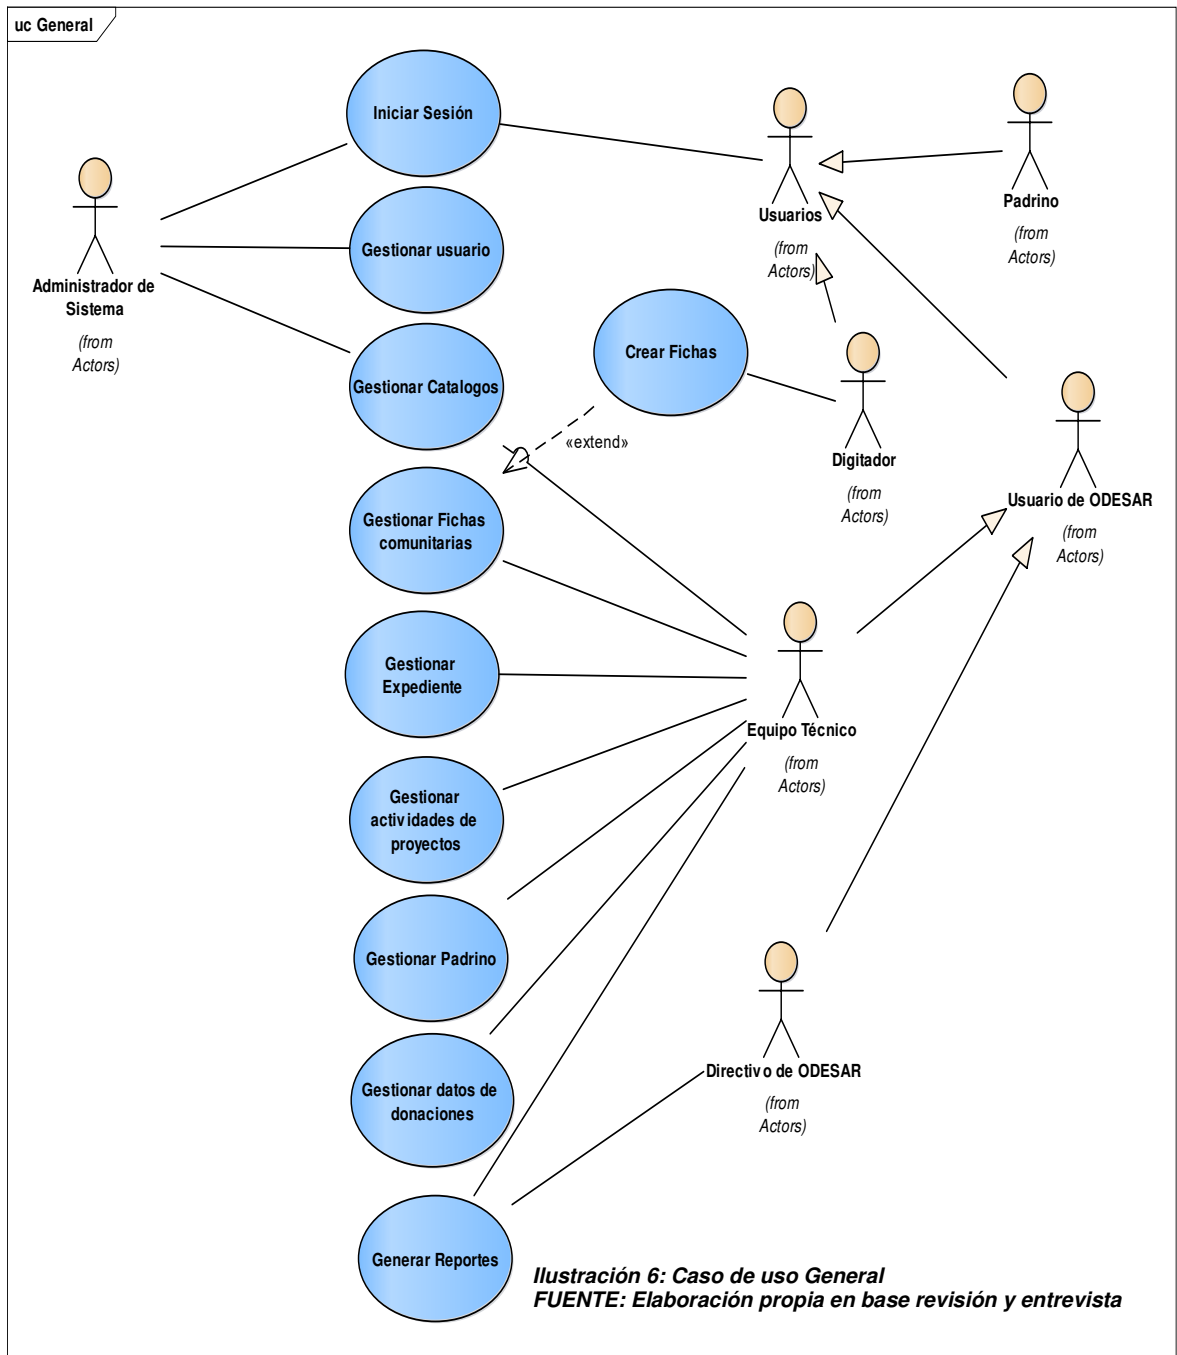 uc General
Iniciar Sesión
Usuarios
(from
Actors)
Padrino
(from
Actors)
Administrador de
Sistema
(from
Actors)
Gestionar usuario
Gestionar Catalogos
Crear Fichas
«extend»
Digitador
(from
Actors)
Usuario de ODESAR
(from
Actors)
Gestionar Fichas
comunitarias
Gestionar
Expediente
Equipo Técnico
(from
Actors)
Gestionar
actividades de
proyectos
Gestionar Padrino
Gestionar datos de
donaciones
Directivo de ODESAR
(from
Actors)
Generar Reportes
Ilustración 6: Caso de uso General
FUENTE: Elaboración propia en base revisión y entrevista